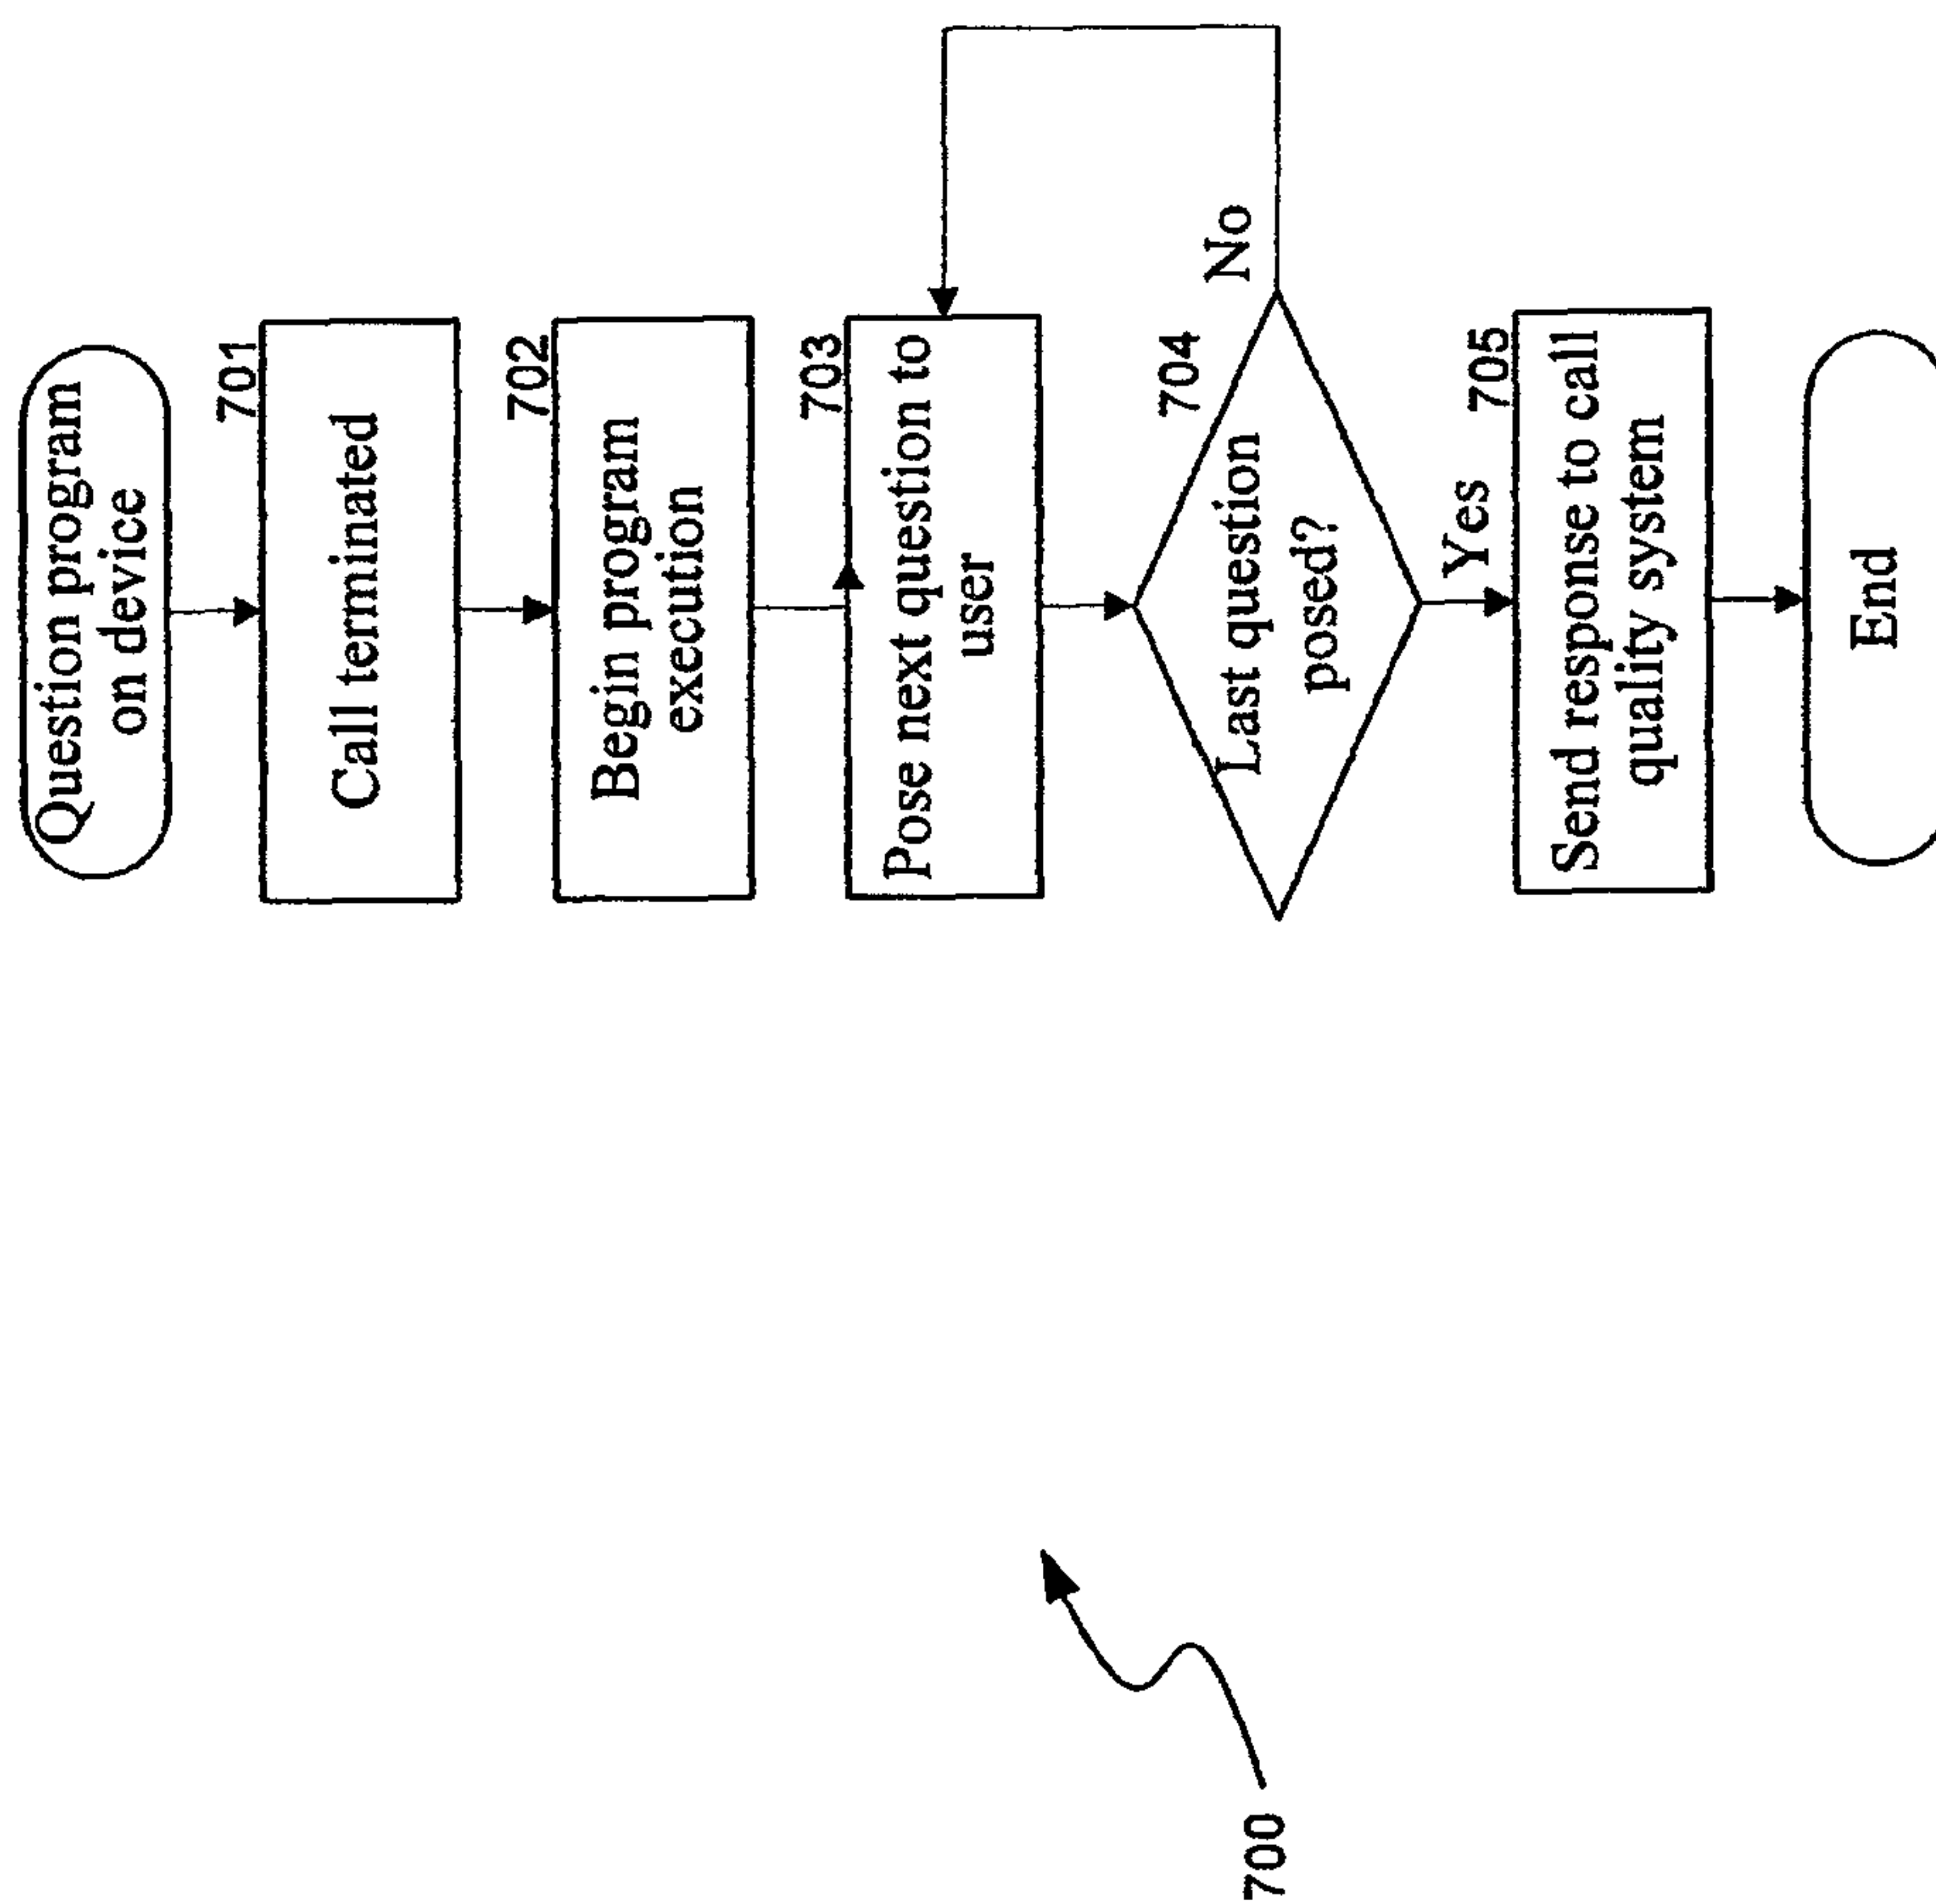 Question program
on device
701
Call terminated
702
Begin program
execution
703
Pose next question to
user
704
Last question
posed?
No
Yes
705
Send response to call
quality system
End
700